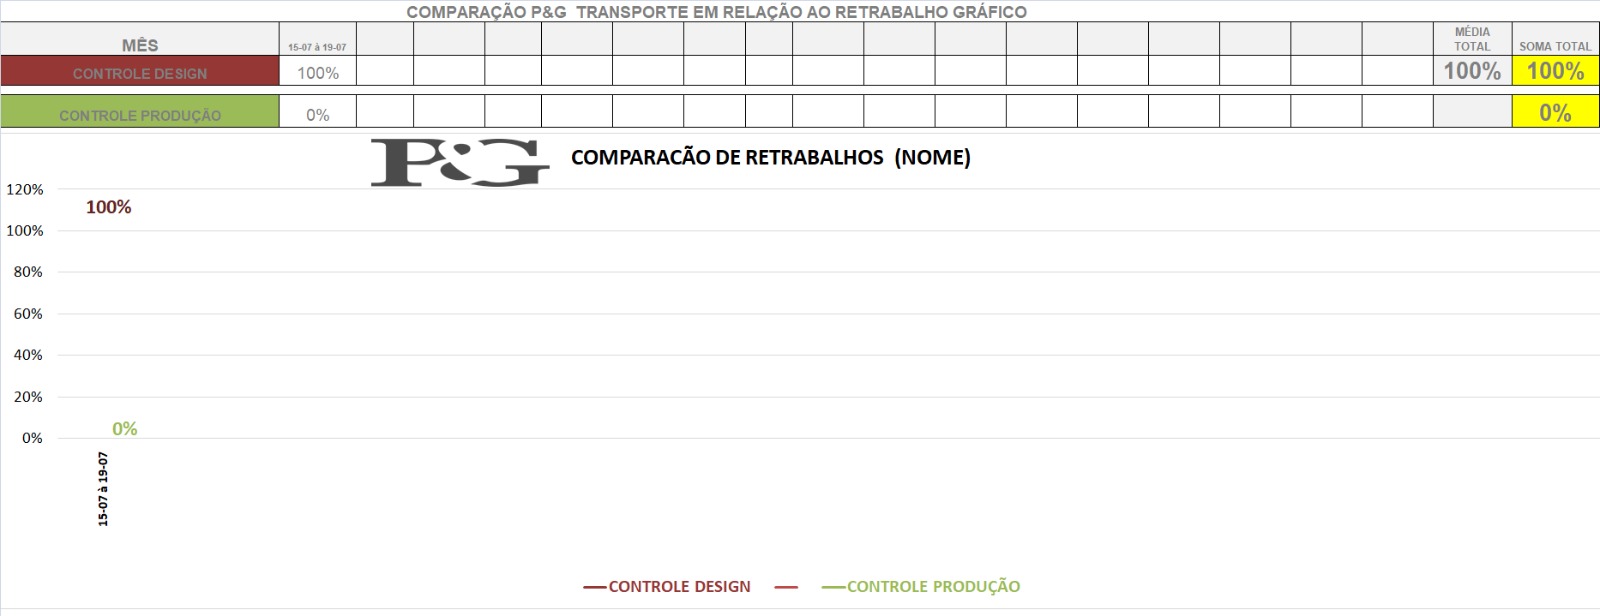 COMPARAÇÃO P&G TRANSPORTE EM RELAÇÃO AO RETRABALHO GRÁFICO
MÊS 15-07 à 19-07 MÉDIA TOTAL SOMA TOTAL
CONTROLE DESIGN 100% 100% 100%
CONTROLE PRODUÇÃO 0% 0%
P&G COMPARACÃO DE RETRABALHOS (NOME)
120%
100%
100%
80%
60%
40%
20%
0%
0%
15-07 à 19-07
CONTROLE DESIGN CONTROLE PRODUÇÃO